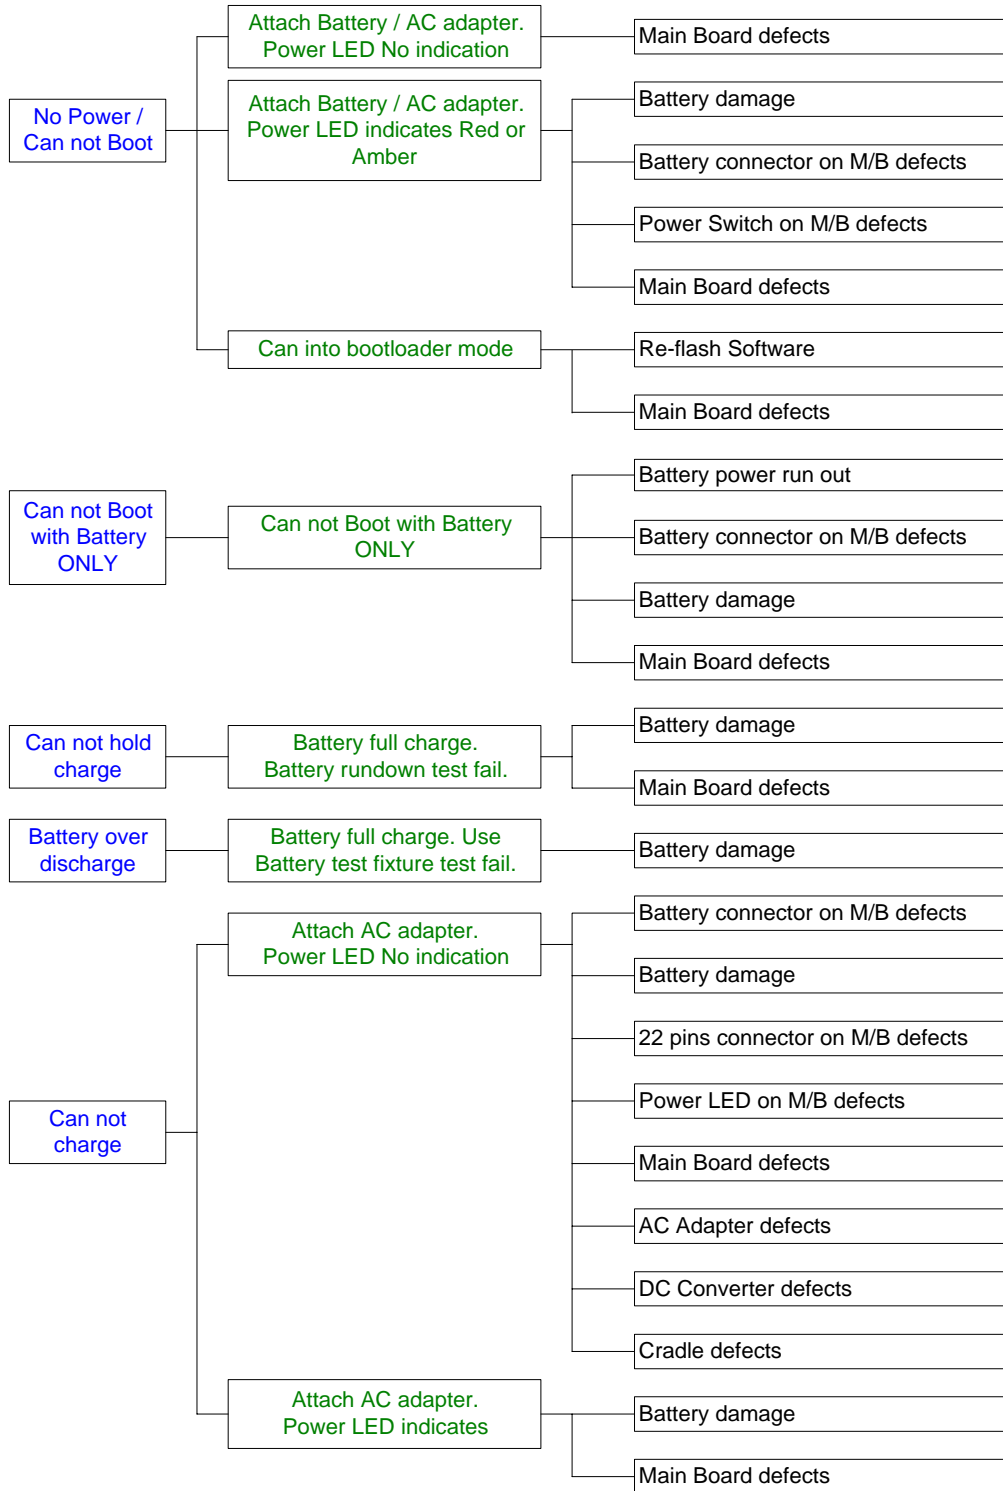 Attach Battery / AC adapter.
Power LED No indication
Main Board defects
No Power /
Can not Boot
Attach Battery / AC adapter.
Power LED indicates Red or
Amber
Battery damage
Battery connector on M/B defects
Power Switch on M/B defects
Main Board defects
Can into bootloader mode
Re-flash Software
Main Board defects
Can not Boot
with Battery
ONLY
Can not Boot with Battery
ONLY
Battery power run out
Battery connector on M/B defects
Battery damage
Main Board defects
Can not hold
charge
Battery full charge.
Battery rundown test fail.
Battery damage
Main Board defects
Battery over
discharge
Battery full charge. Use
Battery test fixture test fail.
Battery damage
Can not
charge
Attach AC adapter.
Power LED No indication
Battery connector on M/B defects
Battery damage
22 pins connector on M/B defects
Power LED on M/B defects
Main Board defects
AC Adapter defects
DC Converter defects
Cradle defects
Attach AC adapter.
Power LED indicates
Battery damage
Main Board defects